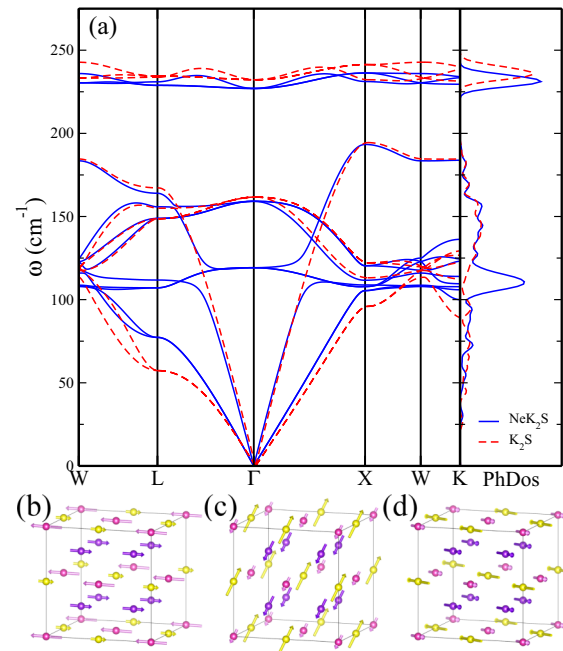 (a)
250
200
150
100
50
0
ω (cm⁻¹)
NeK₂S
K₂S
W L Γ X W K PhDos
(b) (c) (d)